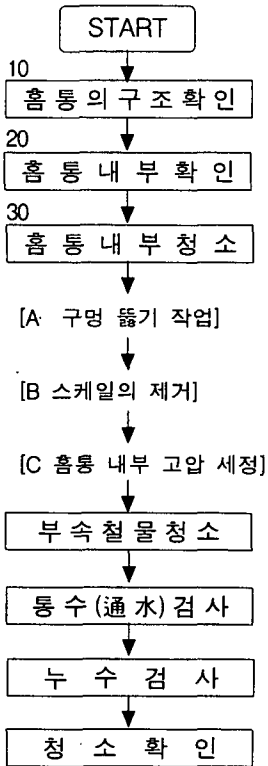 START
10
홈 통 의 구 조 확 인
20
홈 통 내 부 확 인
30
홈 통 내 부 청 소
[A 구멍 뚫기 작업]
[B 스케일의 제거]
[C 홈통 내부 고압 세정]
부 속 철 물 청 소
통 수 (通 水) 검 사
누 수 검 사
청 소 확 인